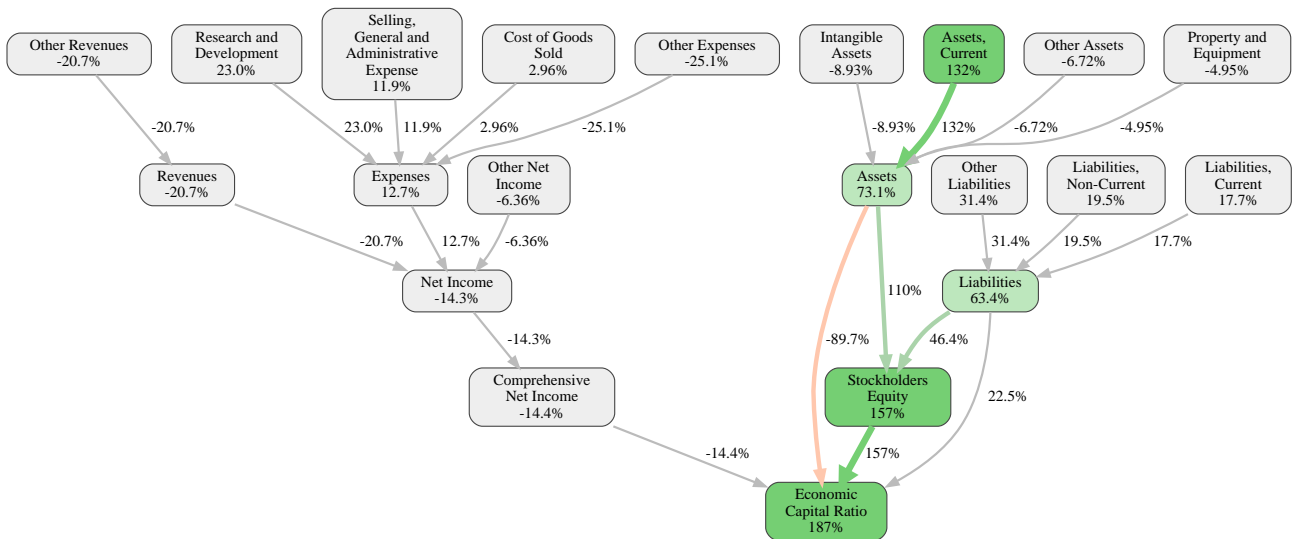 Other Revenues
-20.7%
Research and
Development
23.0%
Selling,
General and
Administrative
Expense
11.9%
Cost of Goods
Sold
2.96%
Other Expenses
-25.1%
Intangible
Assets
-8.93%
Assets,
Current
132%
Other Assets
-6.72%
Property and
Equipment
-4.95%
-20.7%
23.0%
11.9%
2.96%
-25.1%
-8.93%
132%
-6.72%
-4.95%
Revenues
-20.7%
Expenses
12.7%
Other Net
Income
-6.36%
Assets
73.1%
Other
Liabilities
31.4%
Liabilities,
Non-Current
19.5%
Liabilities,
Current
17.7%
-20.7%
12.7%
-6.36%
31.4%
19.5%
17.7%
Net Income
-14.3%
110%
Liabilities
63.4%
-14.3%
-89.7%
46.4%
Comprehensive
Net Income
-14.4%
Stockholders
Equity
157%
22.5%
-14.4%
157%
Economic
Capital Ratio
187%